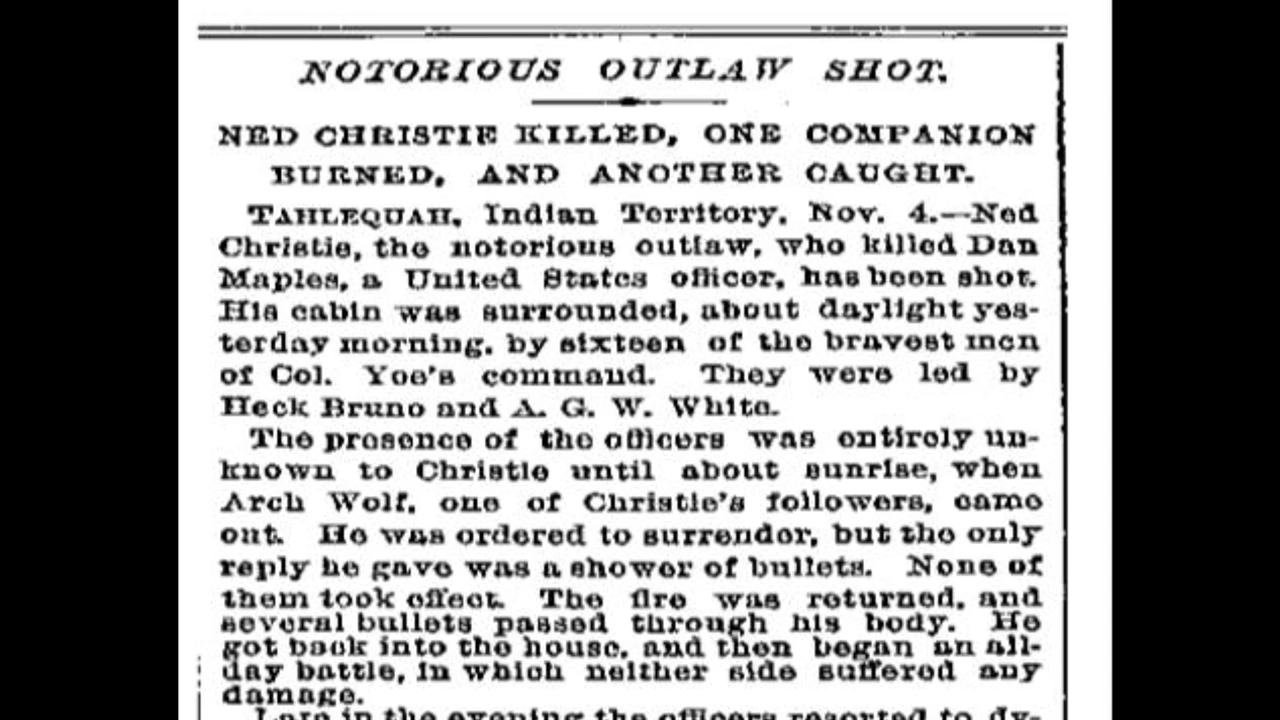 NOTORIOUS OUTLAW SHOT.
NED CHRISTIE KILLED, ONE COMPANION
BURNED, AND ANOTHER CAUGHT.
TAHLEQUAH, Indian Territory, Nov. 4.—Ned
Christie, the notorious outlaw, who killed Dan
Maples, a United States officer, has been shot.
His cabin was surrounded, about daylight yes-
terday morning, by sixteen of the bravest men
of Col. Yoe's command. They were led by
Heck Bruno and A. G. W. White.
The presence of the officers was entirely un-
known to Christie until about sunrise, when
Arch Wolf, one of Christie's followers, came
out. He was ordered to surrender, but the only
reply he gave was a shower of bullets. None of
them took effect. The fire was returned, and
several bullets passed through his body. He
got back into the house, and then began an all-
day battle, in which neither side suffered any
damage.
Late in the evening the officers resorted to dy-